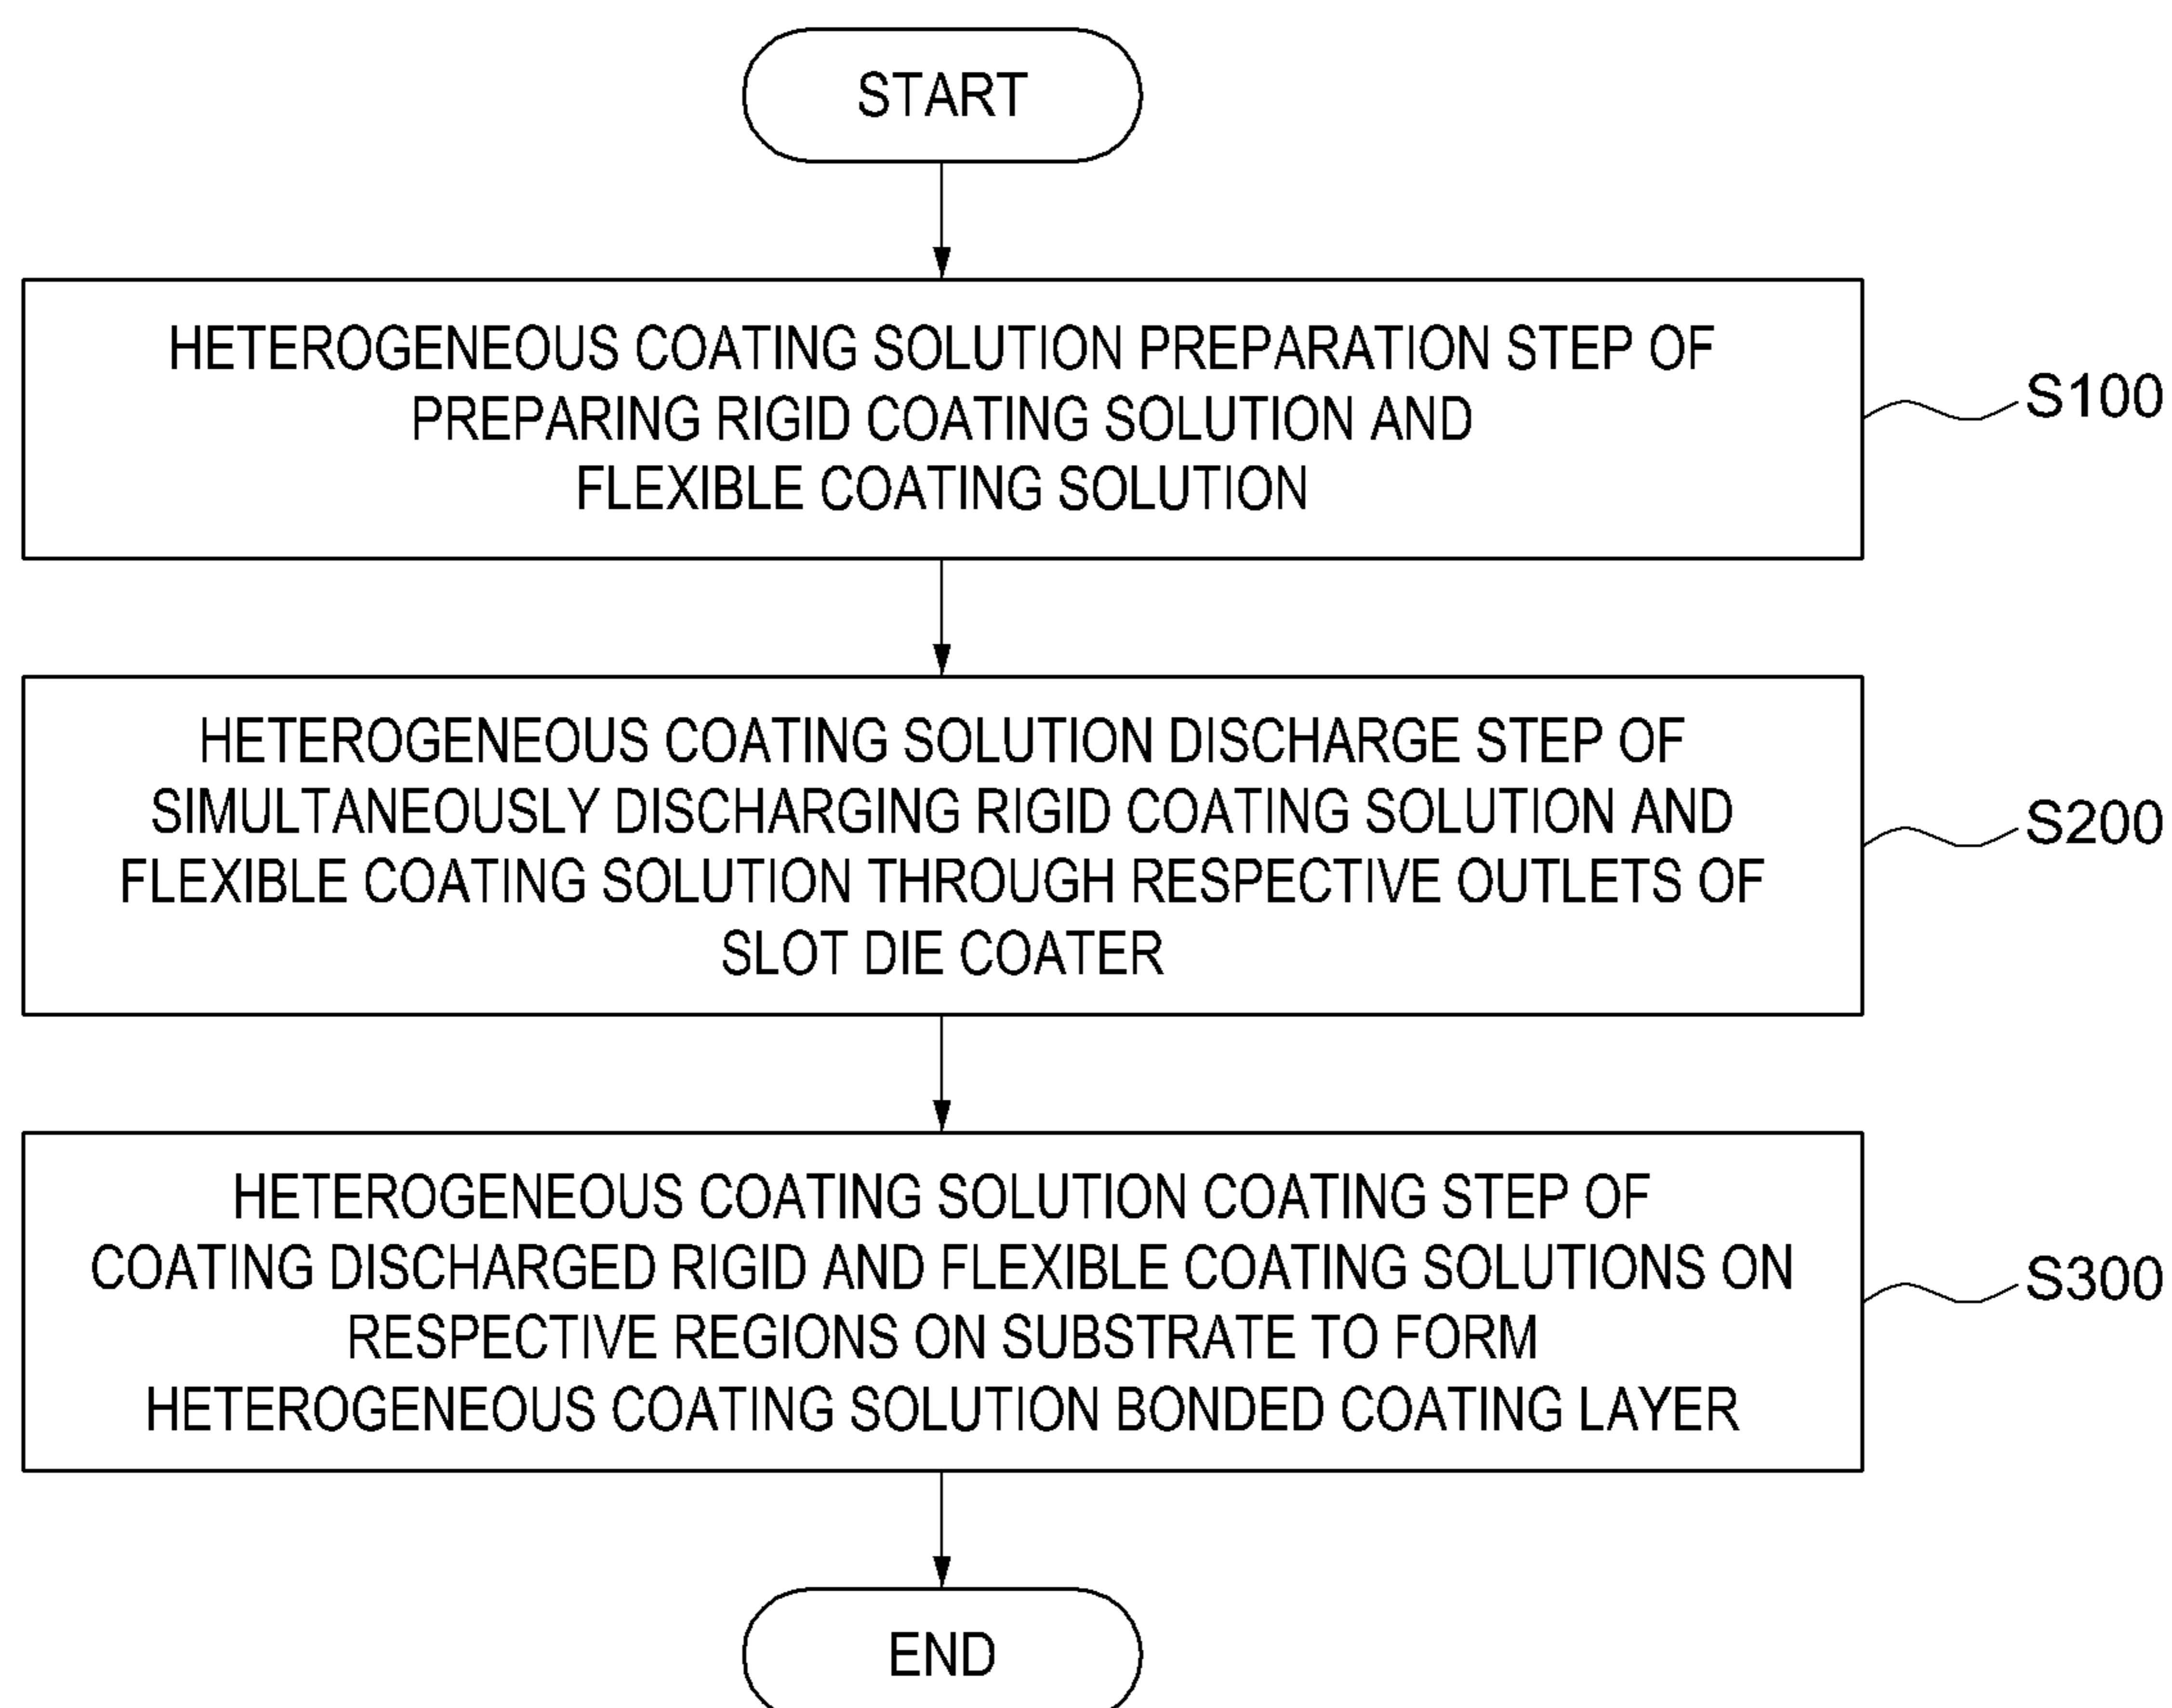 START
HETEROGENEOUS COATING SOLUTION PREPARATION STEP OF
PREPARING RIGID COATING SOLUTION AND
FLEXIBLE COATING SOLUTION
S100
HETEROGENEOUS COATING SOLUTION DISCHARGE STEP OF
SIMULTANEOUSLY DISCHARGING RIGID COATING SOLUTION AND
FLEXIBLE COATING SOLUTION THROUGH RESPECTIVE OUTLETS OF
SLOT DIE COATER
S200
HETEROGENEOUS COATING SOLUTION COATING STEP OF
COATING DISCHARGED RIGID AND FLEXIBLE COATING SOLUTIONS ON
RESPECTIVE REGIONS ON SUBSTRATE TO FORM
HETEROGENEOUS COATING SOLUTION BONDED COATING LAYER
S300
END